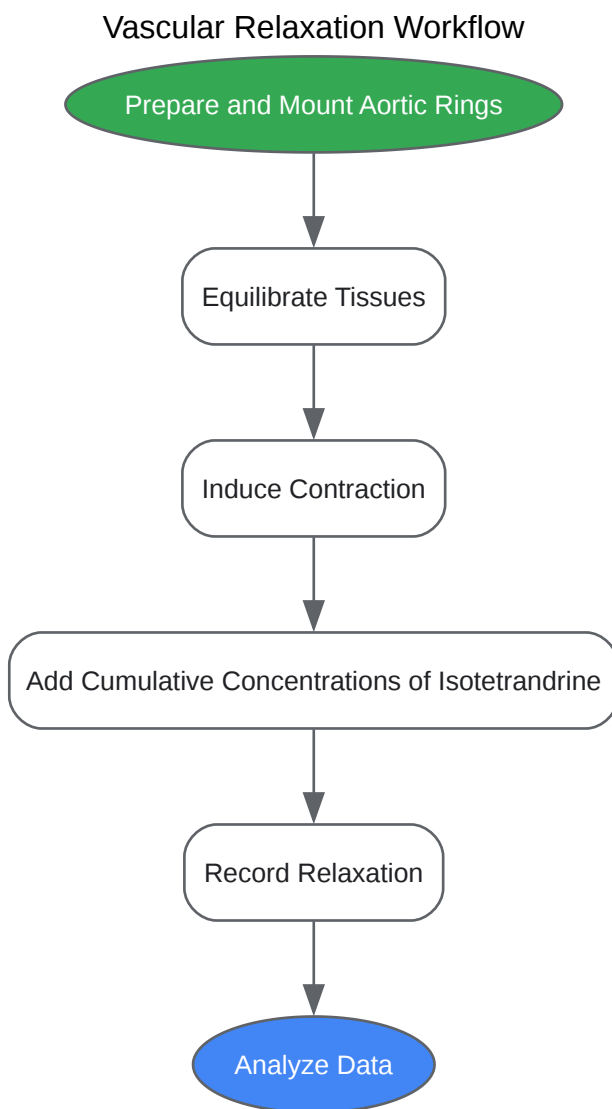 Vascular Relaxation Workflow
Prepare and Mount Aortic Rings
Equilibrate Tissues
Induce Contraction
Add Cumulative Concentrations of Isotetrandrine
Record Relaxation
Analyze Data